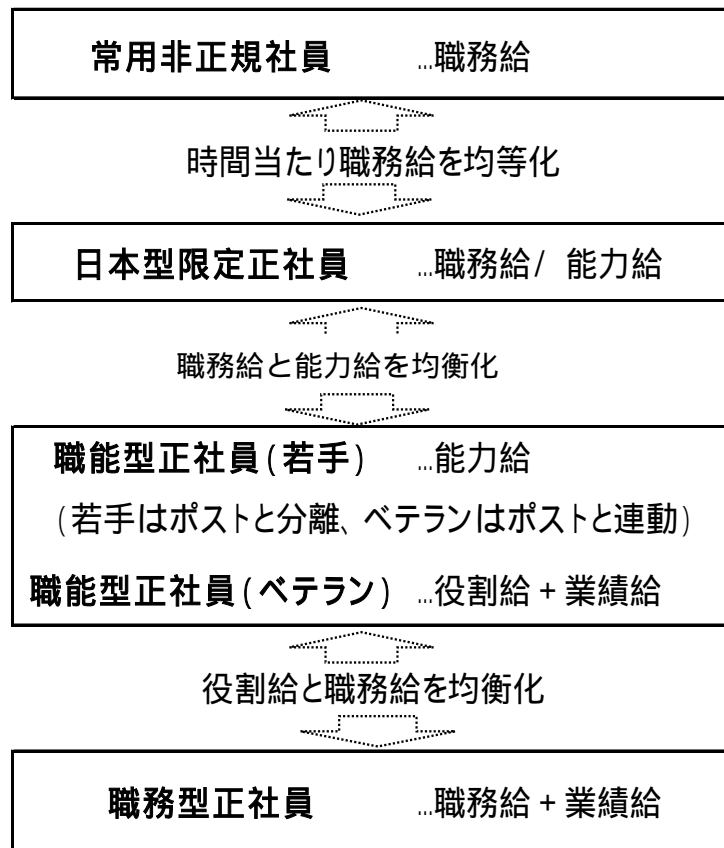 常用非正規社員 …職務給
時間当たり職務給を均等化
日本型限定正社員 …職務給/ 能力給
職務給と能力給を均衡化
職能型正社員(若手) …能力給
(若手はポストと分離、ベテランはポストと連動)
職能型正社員(ベテラン) …役割給+業績給
役割給と職務給を均衡化
職務型正社員 …職務給+業績給